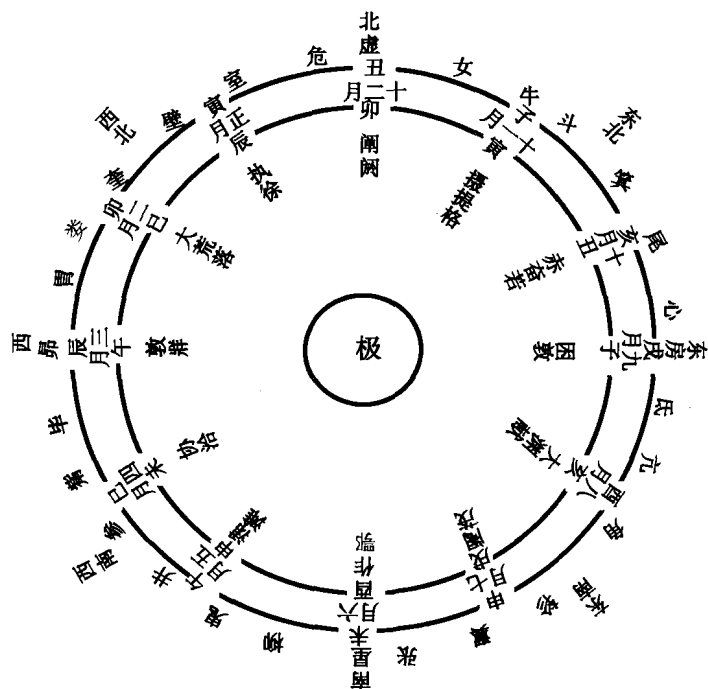 北
虚
丑
十二月
卯
阐阏
女
牛
子
十一月
寅
摄提格
斗
东北
箕
尾
亥
十月
丑
赤奋若
心
东
房
戌
九月
子
困敦
氐
亢
角
酉
八月
亥
大渊献
东南
轸
翼
申
七月
戌
阉茂
张
南
星
未
六月
酉
作鄂
柳
鬼
井
午
五月
申
西南
参
觜
巳
四月
未
协洽
毕
西
昴
辰
三月
午
敦牂
胃
娄
卯
二月
巳
大荒落
奎
西北
壁
室
寅
正月
辰
执徐
危
极